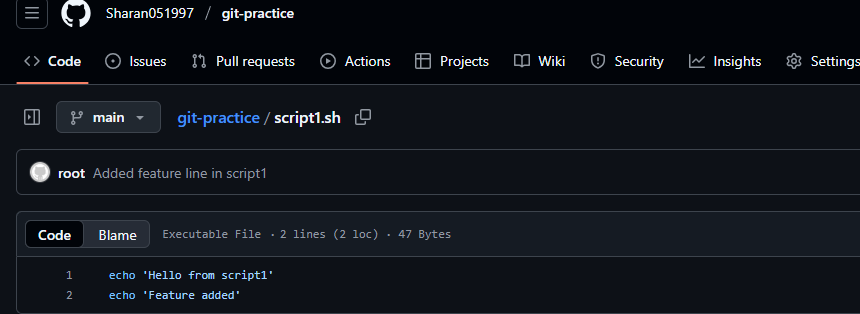 Sharan051997 / git-practice
Code Issues Pull requests Actions Projects Wiki Security Insights Settings
main git-practice / script1.sh
root Added feature line in script1
Code Blame Executable File · 2 lines (2 loc) · 47 Bytes
1 echo 'Hello from script1'
2 echo 'Feature added'